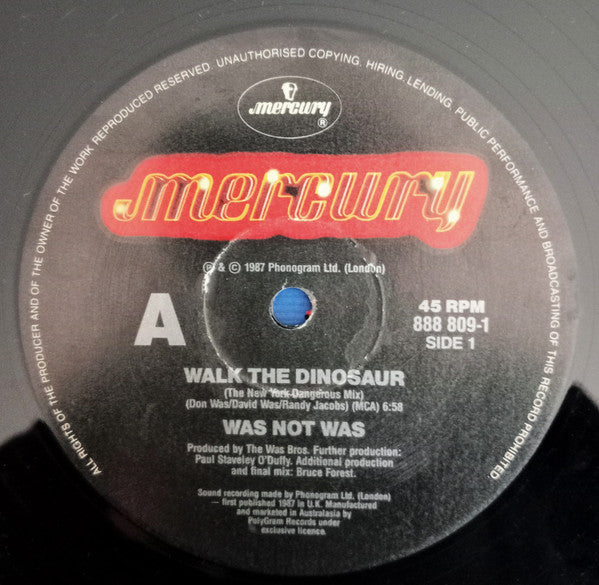 ALL RIGHTS OF THE PRODUCER AND OF THE OWNER OF THE WORK REPRODUCED RESERVED. UNAUTHORISED COPYING, HIRING, LENDING, PUBLIC PERFORMANCE AND BROADCASTING OF THIS RECORD PROHIBITED.
mercury
®
mercury
℗ & © 1987 Phonogram Ltd. (London)
A
45 RPM
888 809-1
SIDE 1
WALK THE DINOSAUR
(The New York Dangerous Mix)
(Don Was/David Was/Randy Jacobs) (MCA) 6:58
WAS NOT WAS
Produced by The Was Bros. Further production:
Paul Staveley O'Duffy. Additional production
and final mix: Bruce Forest.
Sound recording made by Phonogram Ltd. (London)
— first published 1987 in U.K. Manufactured
and marketed in Australasia by
PolyGram Records under
exclusive licence.